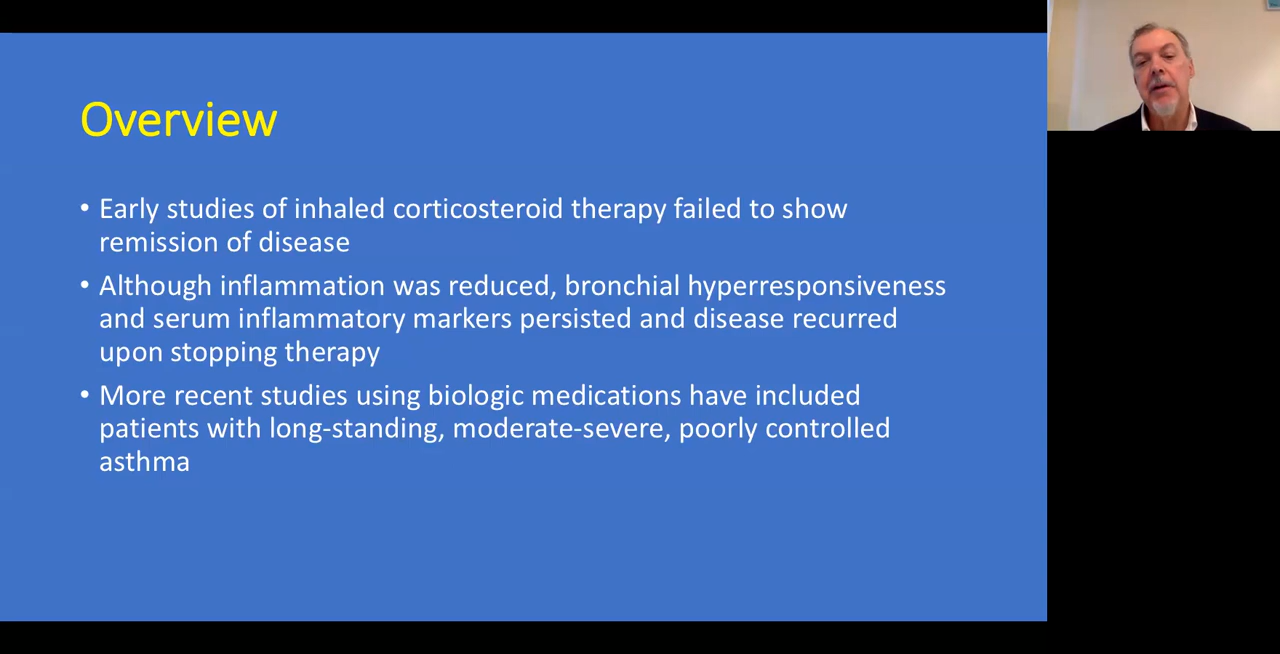 Overview
• Early studies of inhaled corticosteroid therapy failed to show
remission of disease
• Although inflammation was reduced, bronchial hyperresponsiveness
and serum inflammatory markers persisted and disease recurred
upon stopping therapy
• More recent studies using biologic medications have included
patients with long-standing, moderate-severe, poorly controlled
asthma